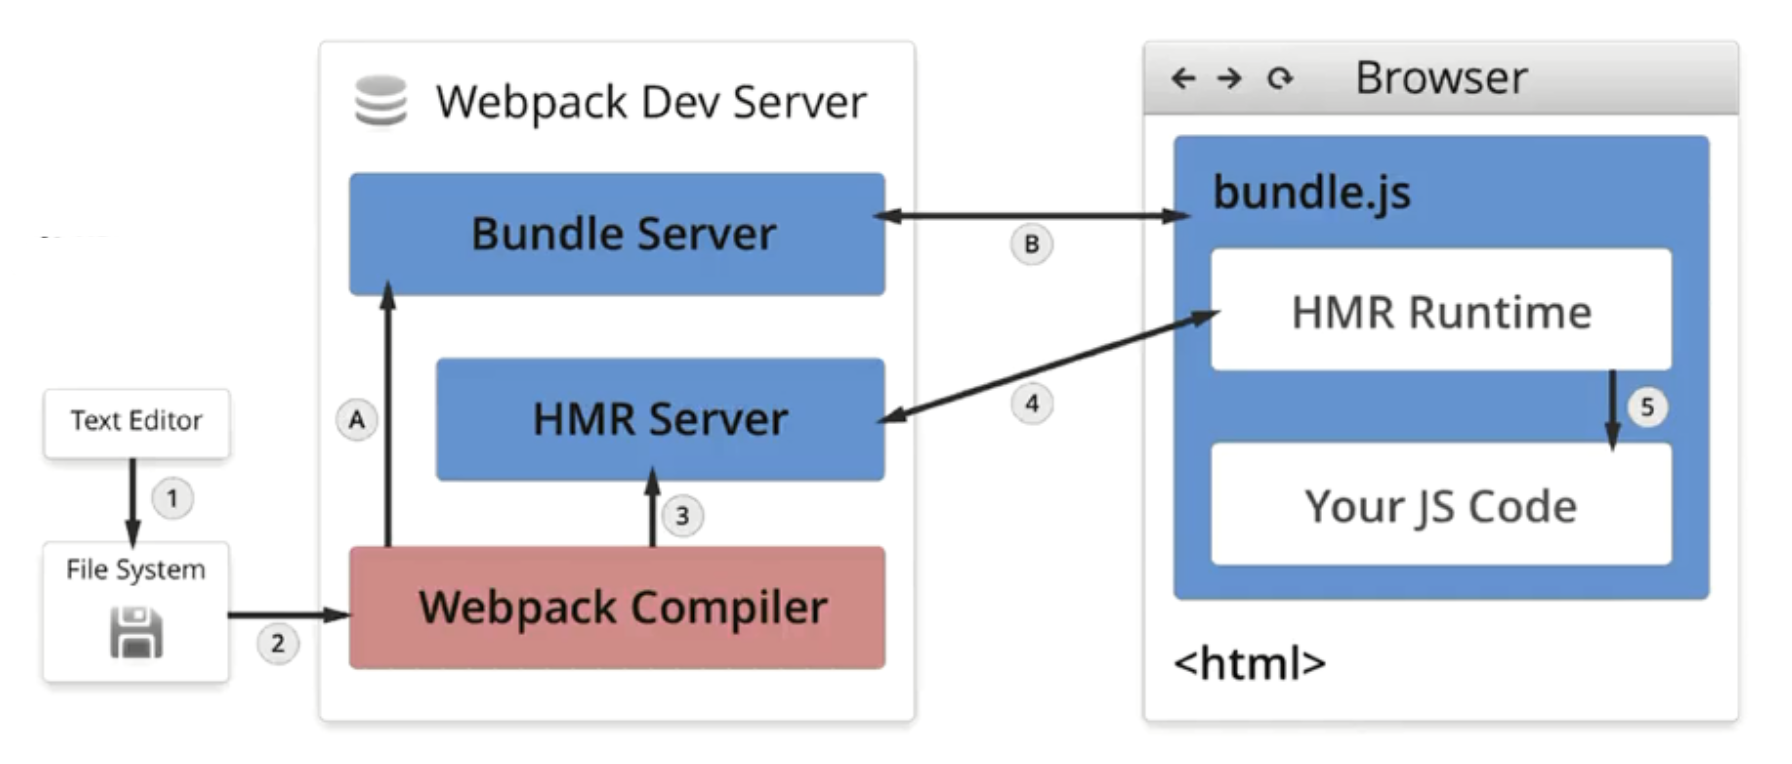 Webpack Dev Server
Bundle Server
HMR Server
Webpack Compiler
Text Editor
File System
1
2
3
A
B
4
5
Browser
bundle.js
HMR Runtime
Your JS Code
<html>